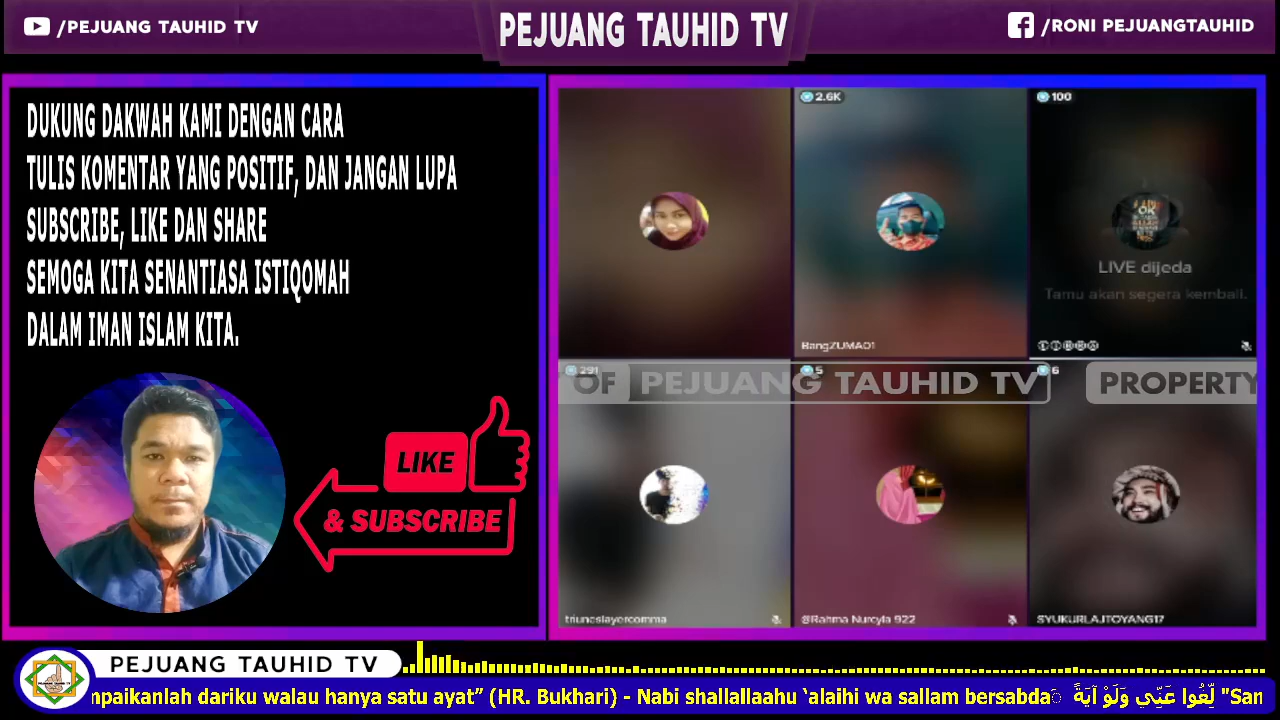 /PEJUANG TAUHID TV
PEJUANG TAUHID TV
/RONI PEJUANGTAUHID
DUKUNG DAKWAH KAMI DENGAN CARA
TULIS KOMENTAR YANG POSITIF, DAN JANGAN LUPA
SUBSCRIBE, LIKE DAN SHARE
SEMOGA KITA SENANTIASA ISTIQOMAH
DALAM IMAN ISLAM KITA.
LIKE
& SUBSCRIBE
2.6K
100
LIVE dijeda
Tamu akan segera kembali.
BangZUMA01
291
5
6
OF PEJUANG TAUHID TV PROPERTY
triuneslayercomma
@Rahma Nurcyla 922
SYUKURLAJTOYANG17
PEJUANG TAUHID TV
mpaikanlah dariku walau hanya satu ayat” (HR. Bukhari) - Nabi shallallaahu ‘alaihi wa sallam bersabda لِّغُوا عَنِّي وَلَوْ آيَةً "San